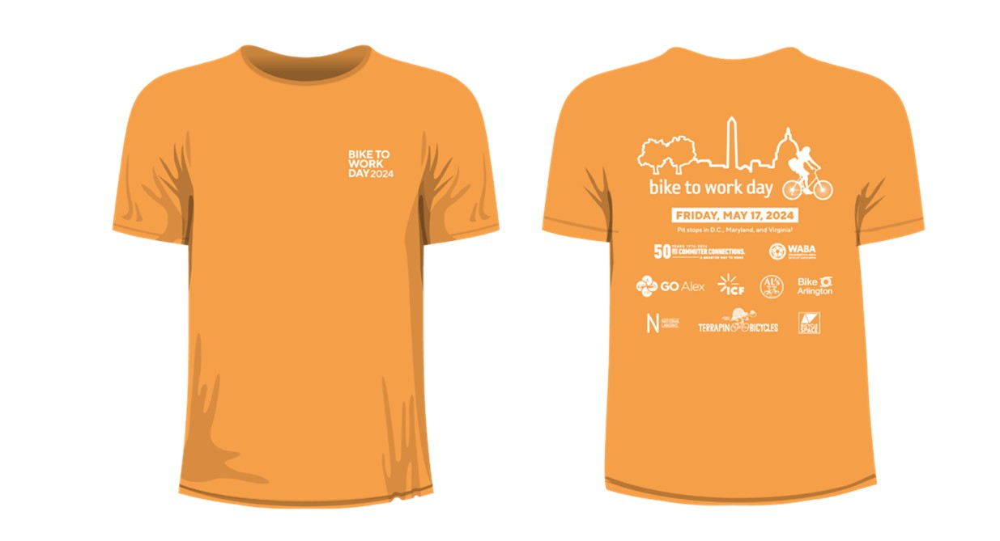 BIKE TO
WORK
DAY 2024
bike to work day
FRIDAY, MAY 17, 2024
Pit stops in D.C., Maryland, and Virginia!
50 YEARS 1974-2024
COMMUTER CONNECTIONS.
A SMARTER WAY TO WORK
WABA
GO Alex
ICF
AL's
Bike
Arlington
N NATIONAL
LANDING
TERRAPIN BICYCLES
BICYCLE
SPACE